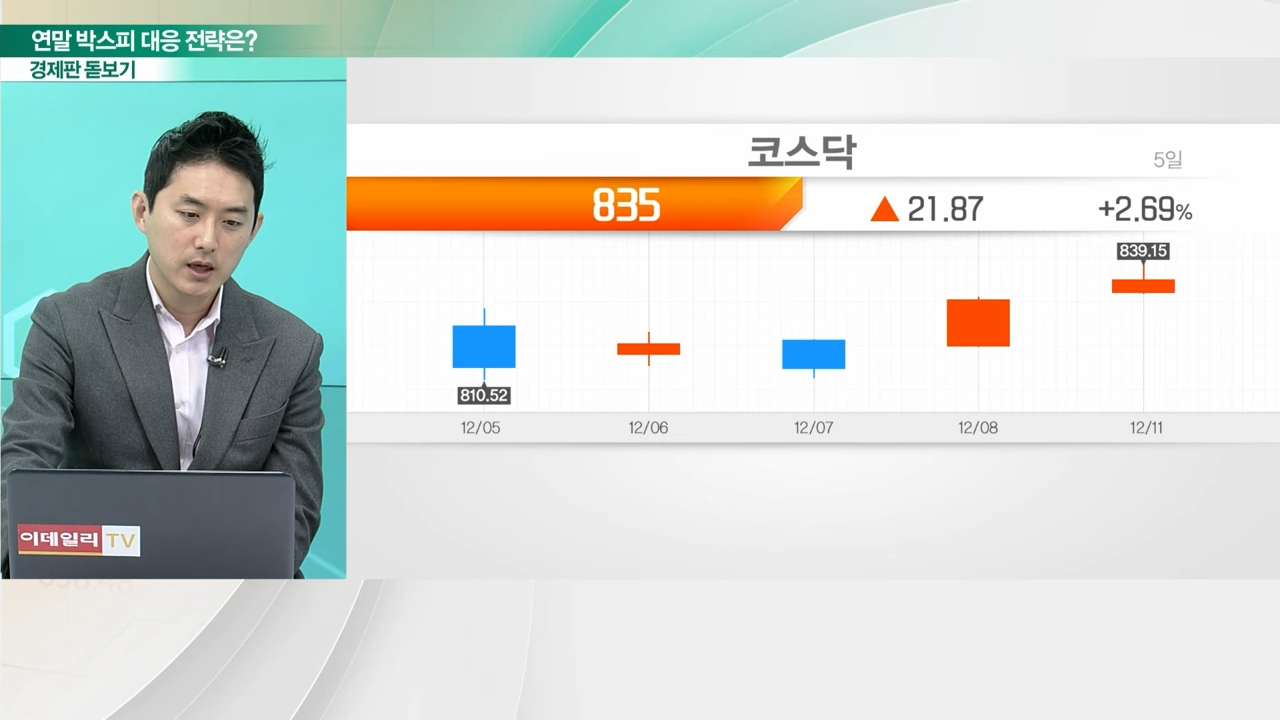 연말 박스피 대응 전략은?
경제판 돋보기
코스닥
5일
835 ▲ 21.87 +2.69%
839.15
810.52
12/05 12/06 12/07 12/08 12/11
이데일리 TV